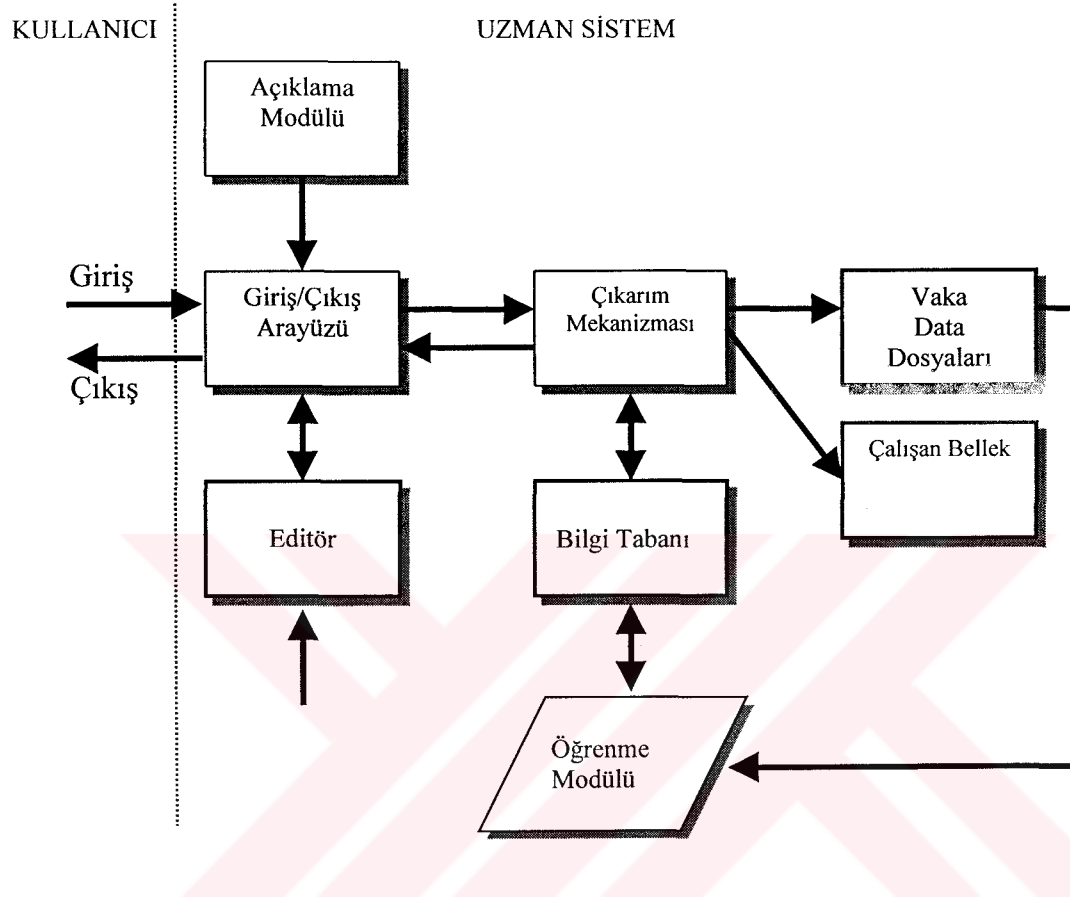 KULLANICI
UZMAN SİSTEM
Açıklama
Modülü
Giriş
Giriş/Çıkış
Arayüzü
Çıkarım
Mekanizması
Vaka
Data
Dosyaları
Çıkış
Çalışan Bellek
Editör
Bilgi Tabanı
Öğrenme
Modülü